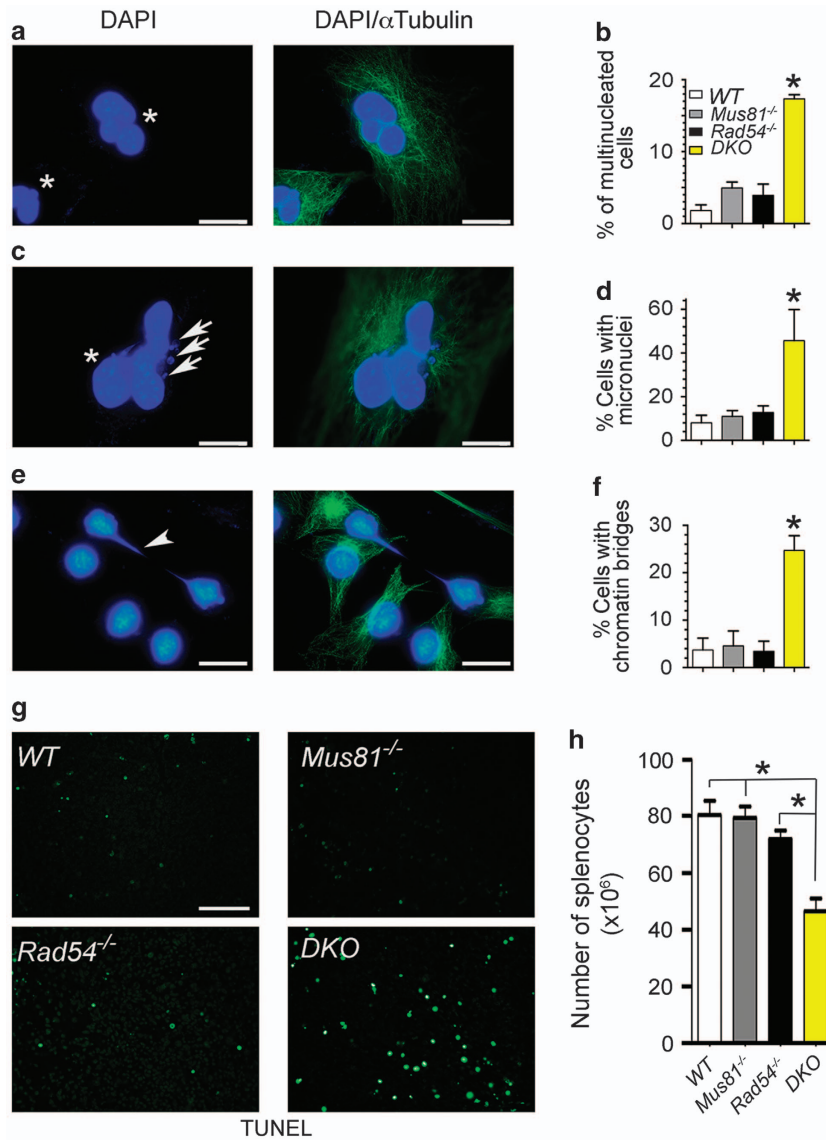 a
DAPI
DAPI/αTubulin
*
*
b
% of multinucleated
cells
20
10
0
WT
Mus81-/-
Rad54-/-
DKO
*
c
*
d
% Cells with
micronuclei
60
40
20
0
*
e
f
% Cells with
chromatin bridges
30
20
10
0
*
g
WT
Mus81-/-
Rad54-/-
DKO
TUNEL
h
Number of splenocytes
(x10⁶)
100
80
60
40
20
0
*
*
WT
Mus81-/-
Rad54-/-
DKO